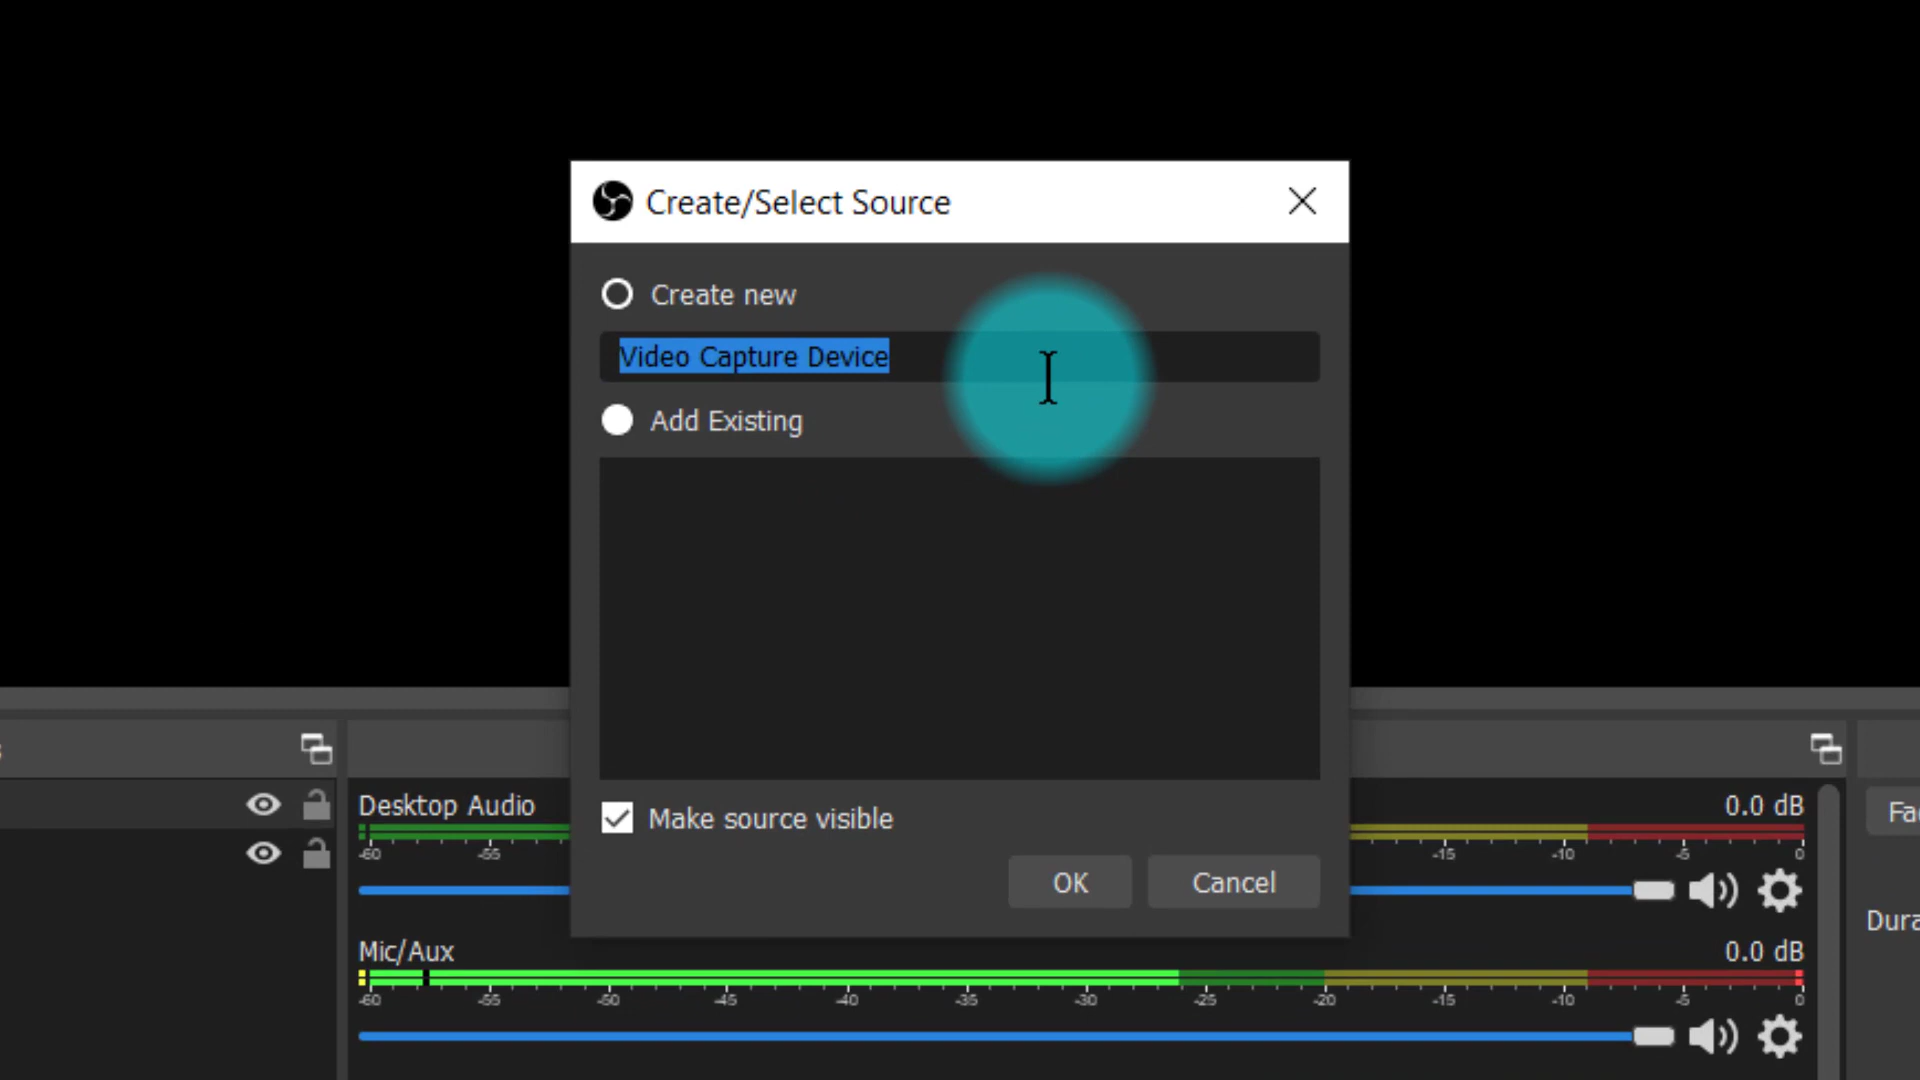 Create/Select Source
Create new
Video Capture Device
Add Existing
Make source visible
OK Cancel
Desktop Audio 0.0 dB
-60 -55 -15 -10 -5 0
Mic/Aux 0.0 dB
-60 -55 -50 -45 -40 -35 -30 -25 -20 -15 -10 -5 0
Fa
Dura